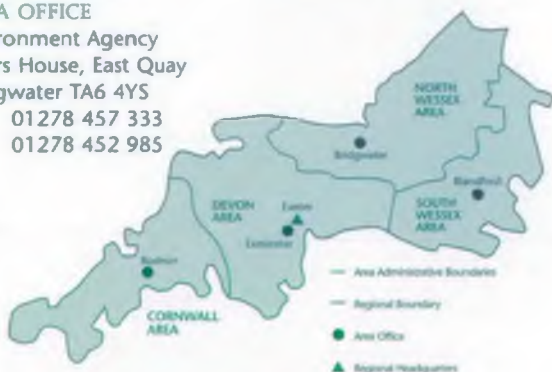 A OFFICE
ronment Agency
rs House, East Quay
gwater TA6 4YS
01278 457 333
01278 452 985
NORTH
WESSEX
AREA
Bridgwater
Blandford
DEVON
AREA
Exeter
SOUTH
WESSEX
AREA
Exminster
Bodmin
CORNWALL
AREA
Area Administrative Boundaries
Regional Boundary
Area Office
Regional Headquarters